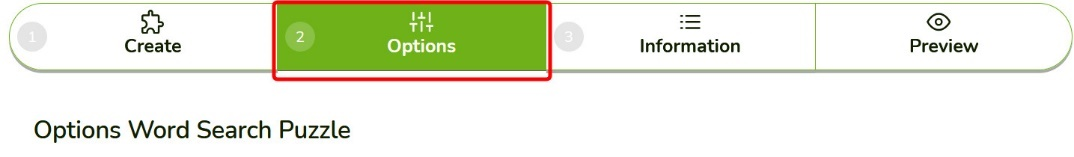 1 Create
2 Options
3 Information
Preview
Options Word Search Puzzle